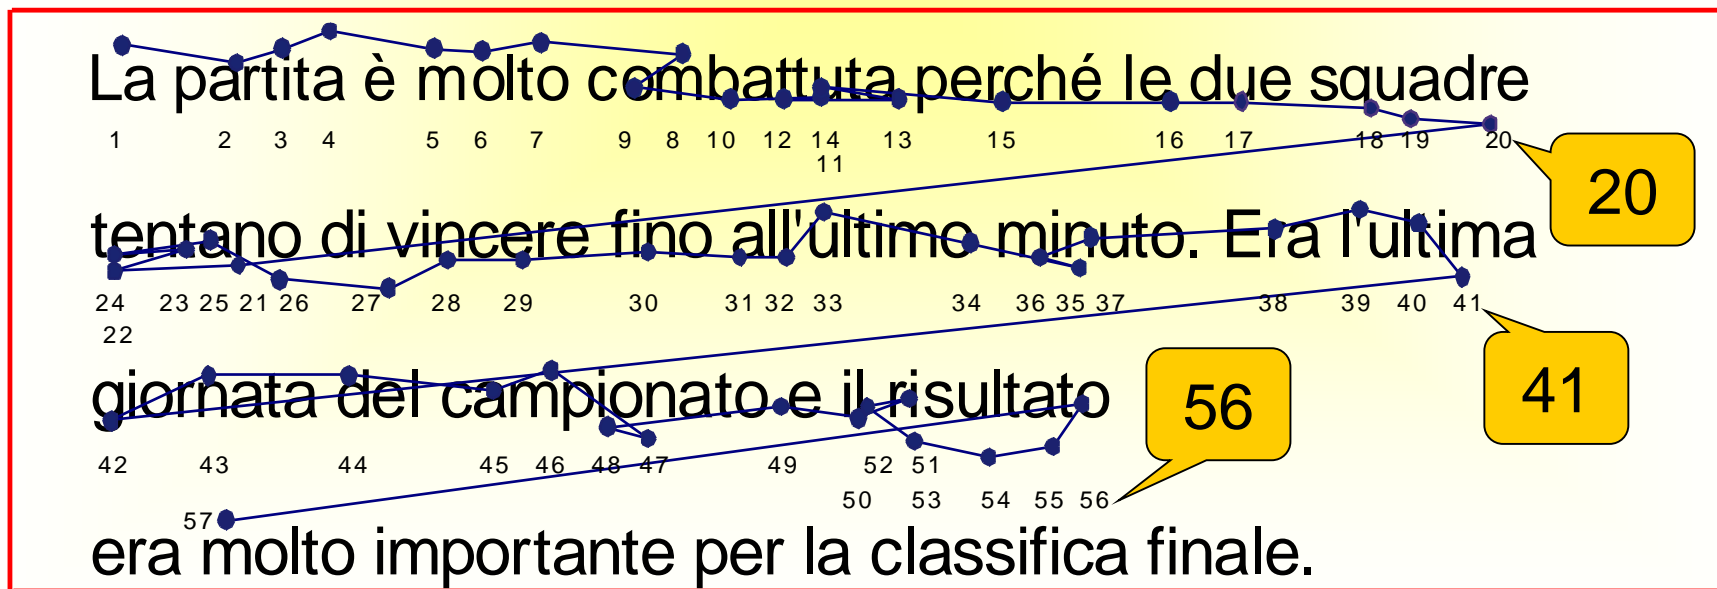 La partita è molto combattuta perché le due squadre
1 2 3 4 5 6 7 9 8 10 12 14 13 15 16 17 18 19 20
11
20
tentano di vincere fino all'ultimo minuto. Era l'ultima
24 23 25 21 26 27 28 29 30 31 32 33 34 36 35 37 38 39 40 41
22
41
giornata del campionato e il risultato
56
42 43 44 45 46 48 47 49 52 51
50 53 54 55 56
57
era molto importante per la classifica finale.